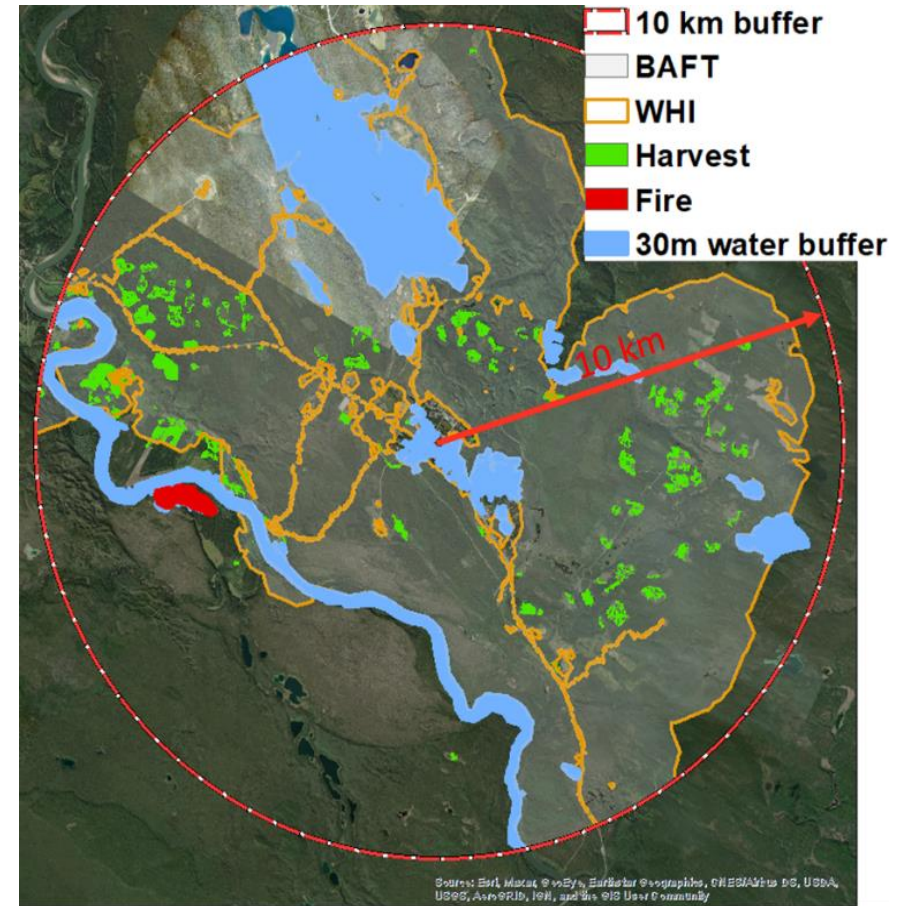 10 km buffer
BAFT
WHI
Harvest
Fire
30m water buffer
10 km
Source: Esri, Maxar, GeoEye, Earthstar Geographics, CNES/Airbus DS, USDA,
USGS, AeroGRID, IGN, and the GIS User Community